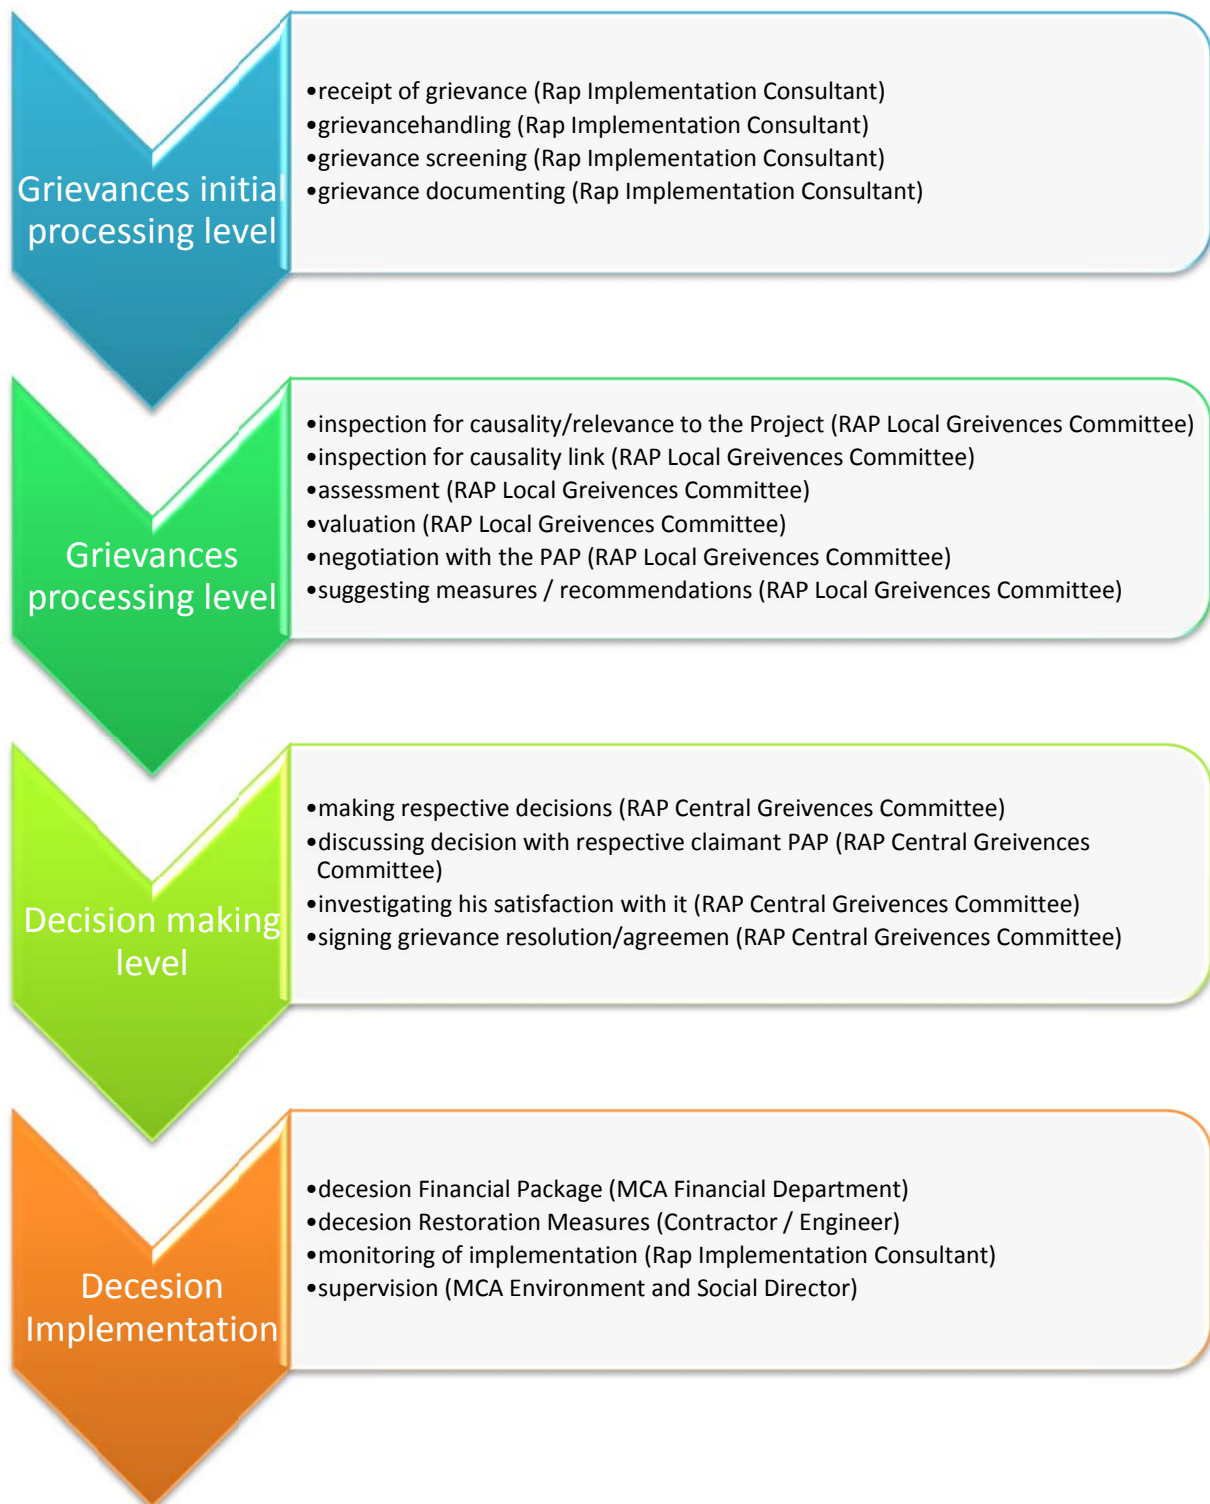 Grievances initial
processing level
•receipt of grievance (Rap Implementation Consultant)
•grievancehandling (Rap Implementation Consultant)
•grievance screening (Rap Implementation Consultant)
•grievance documenting (Rap Implementation Consultant)
Grievances
processing level
•inspection for causality/relevance to the Project (RAP Local Greivences Committee)
•inspection for causality link (RAP Local Greivences Committee)
•assessment (RAP Local Greivences Committee)
•valuation (RAP Local Greivences Committee)
•negotiation with the PAP (RAP Local Greivences Committee)
•suggesting measures / recommendations (RAP Local Greivences Committee)
Decision making
level
•making respective decisions (RAP Central Greivences Committee)
•discussing decision with respective claimant PAP (RAP Central Greivences
Committee)
•investigating his satisfaction with it (RAP Central Greivences Committee)
•signing grievance resolution/agreemen (RAP Central Greivences Committee)
Decesion
Implementation
•decesion Financial Package (MCA Financial Department)
•decesion Restoration Measures (Contractor / Engineer)
•monitoring of implementation (Rap Implementation Consultant)
•supervision (MCA Environment and Social Director)